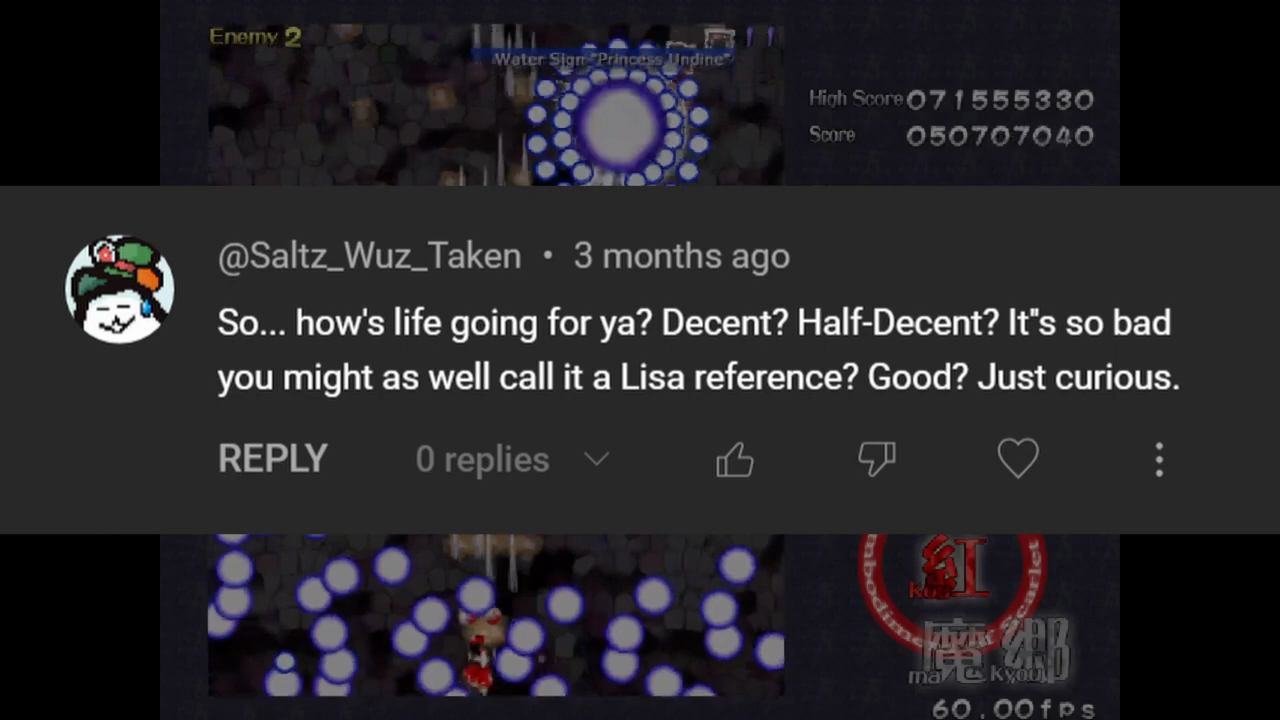 Enemy 2
Water Sign "Princess Undine"
High Score 071555330
Score 050707040
@Saltz_Wuz_Taken • 3 months ago
So... how's life going for ya? Decent? Half-Decent? It"s so bad
you might as well call it a Lisa reference? Good? Just curious.
REPLY 0 replies
紅
魔 郷
ma kyou
60.00fps